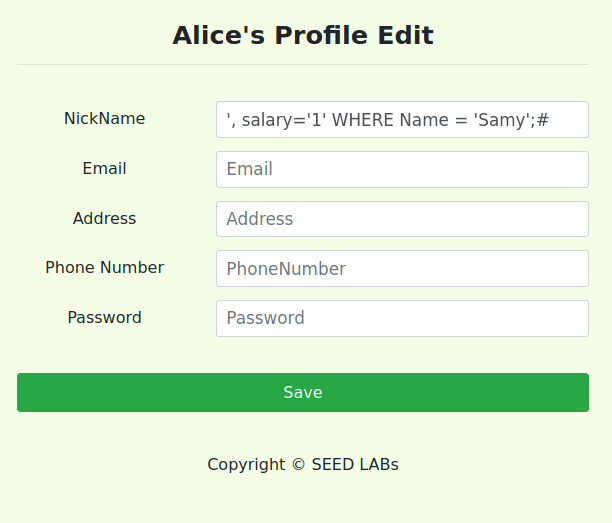 Alice's Profile Edit
NickName
', salary='1' WHERE Name = 'Samy';#
Email
Email
Address
Address
Phone Number
PhoneNumber
Password
Password
Save
Copyright © SEED LABs